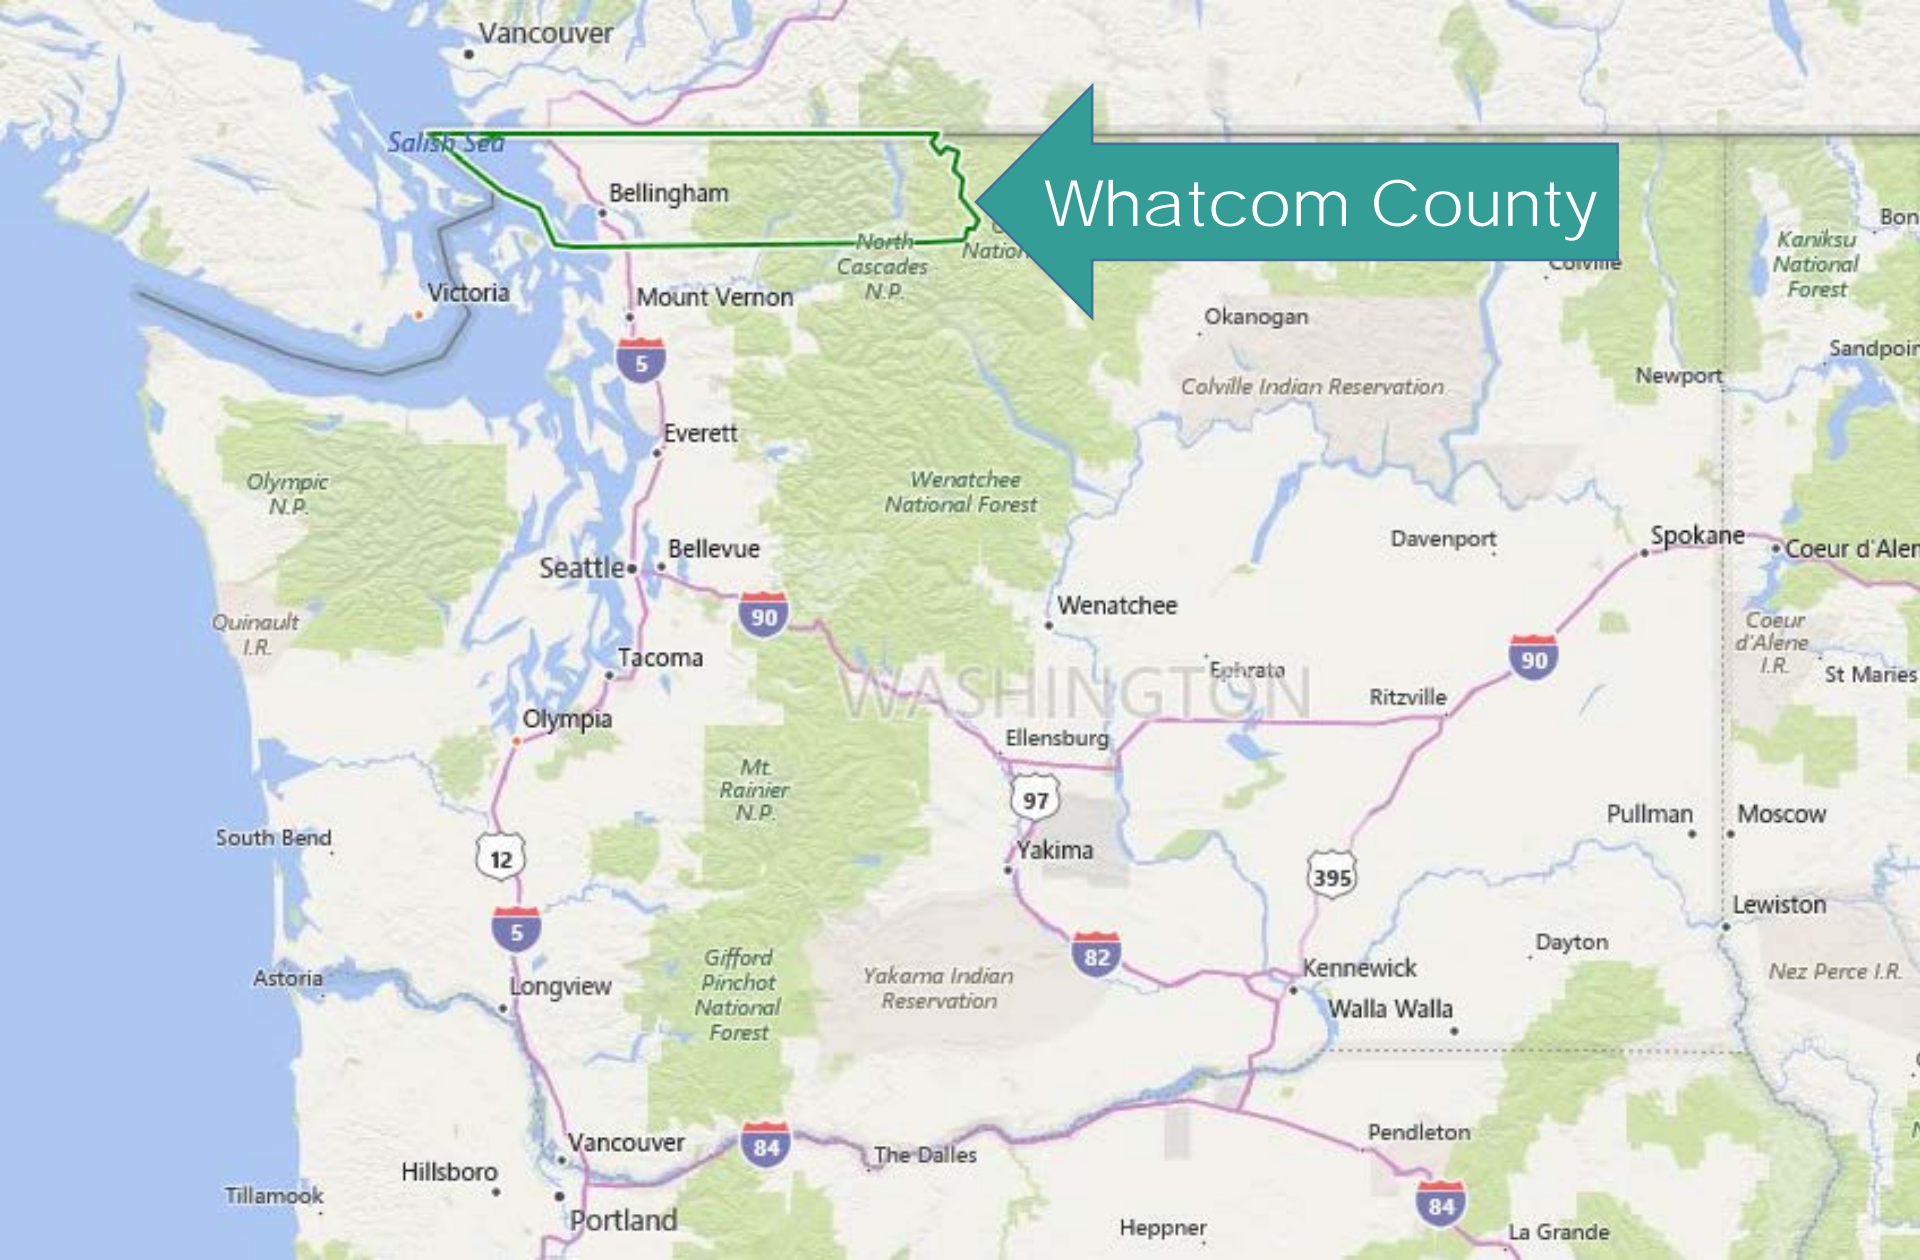 Vancouver
Salish Sea
Bellingham
Whatcom County
North
Cascades
N.P.
Nation
Colville
Bon
Kaniksu
National
Forest
Victoria
Mount Vernon
5
Okanogan
Sandpoin
Newport
Colville Indian Reservation
Everett
Olympic
N.P.
Wenatchee
National Forest
Davenport
Spokane
Coeur d'Alen
Seattle
Bellevue
90
Wenatchee
Quinault
I.R.
Coeur
d'Alene
I.R.
St Maries
Tacoma
WASHINGTON
Ephrata
90
Ritzville
Olympia
Ellensburg
Mt.
Rainier
N.P.
97
Pullman
Moscow
South Bend
12
Yakima
395
5
Lewiston
82
Dayton
Gifford
Pinchot
National
Forest
Yakama Indian
Reservation
Kennewick
Nez Perce I.R.
Astoria
Longview
Walla Walla
Vancouver
84
The Dalles
Pendleton
Hillsboro
Tillamook
Portland
84
Heppner
La Grande